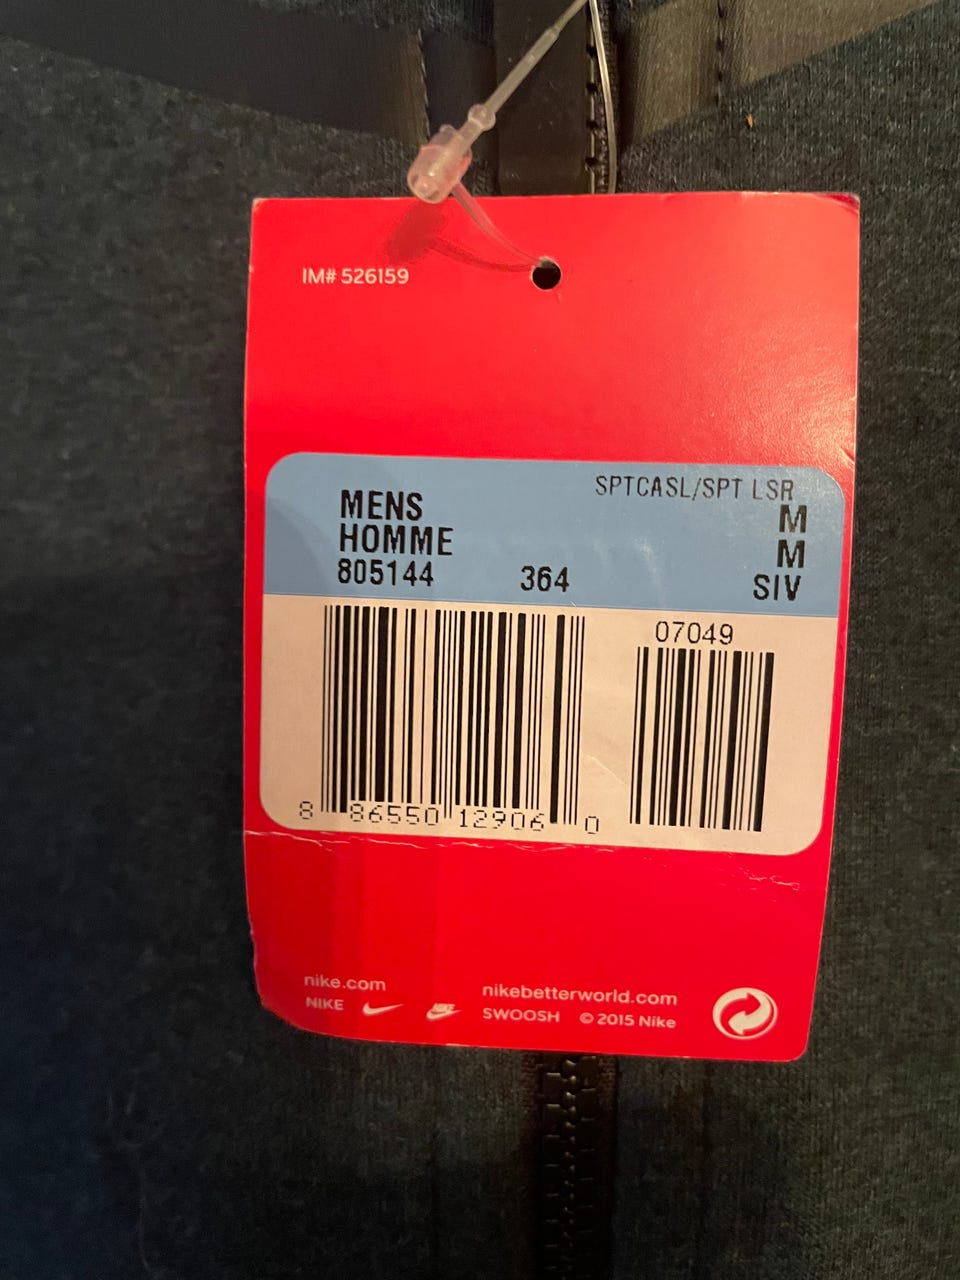 IM# 526159
SPTCASL/SPT LSR
MENS M
HOMME M
805144 364 SIV
07049
8 86550 12906 0
nike.com
nikebetterworld.com
NIKE
SWOOSH © 2015 Nike